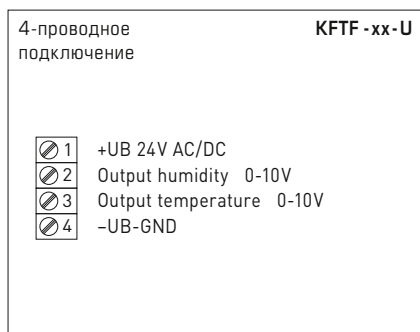 4-проводное
подключение
KFTF - xx - U
1 +UB 24V AC/DC
2 Output humidity 0-10V
3 Output temperature 0-10V
4 –UB-GND